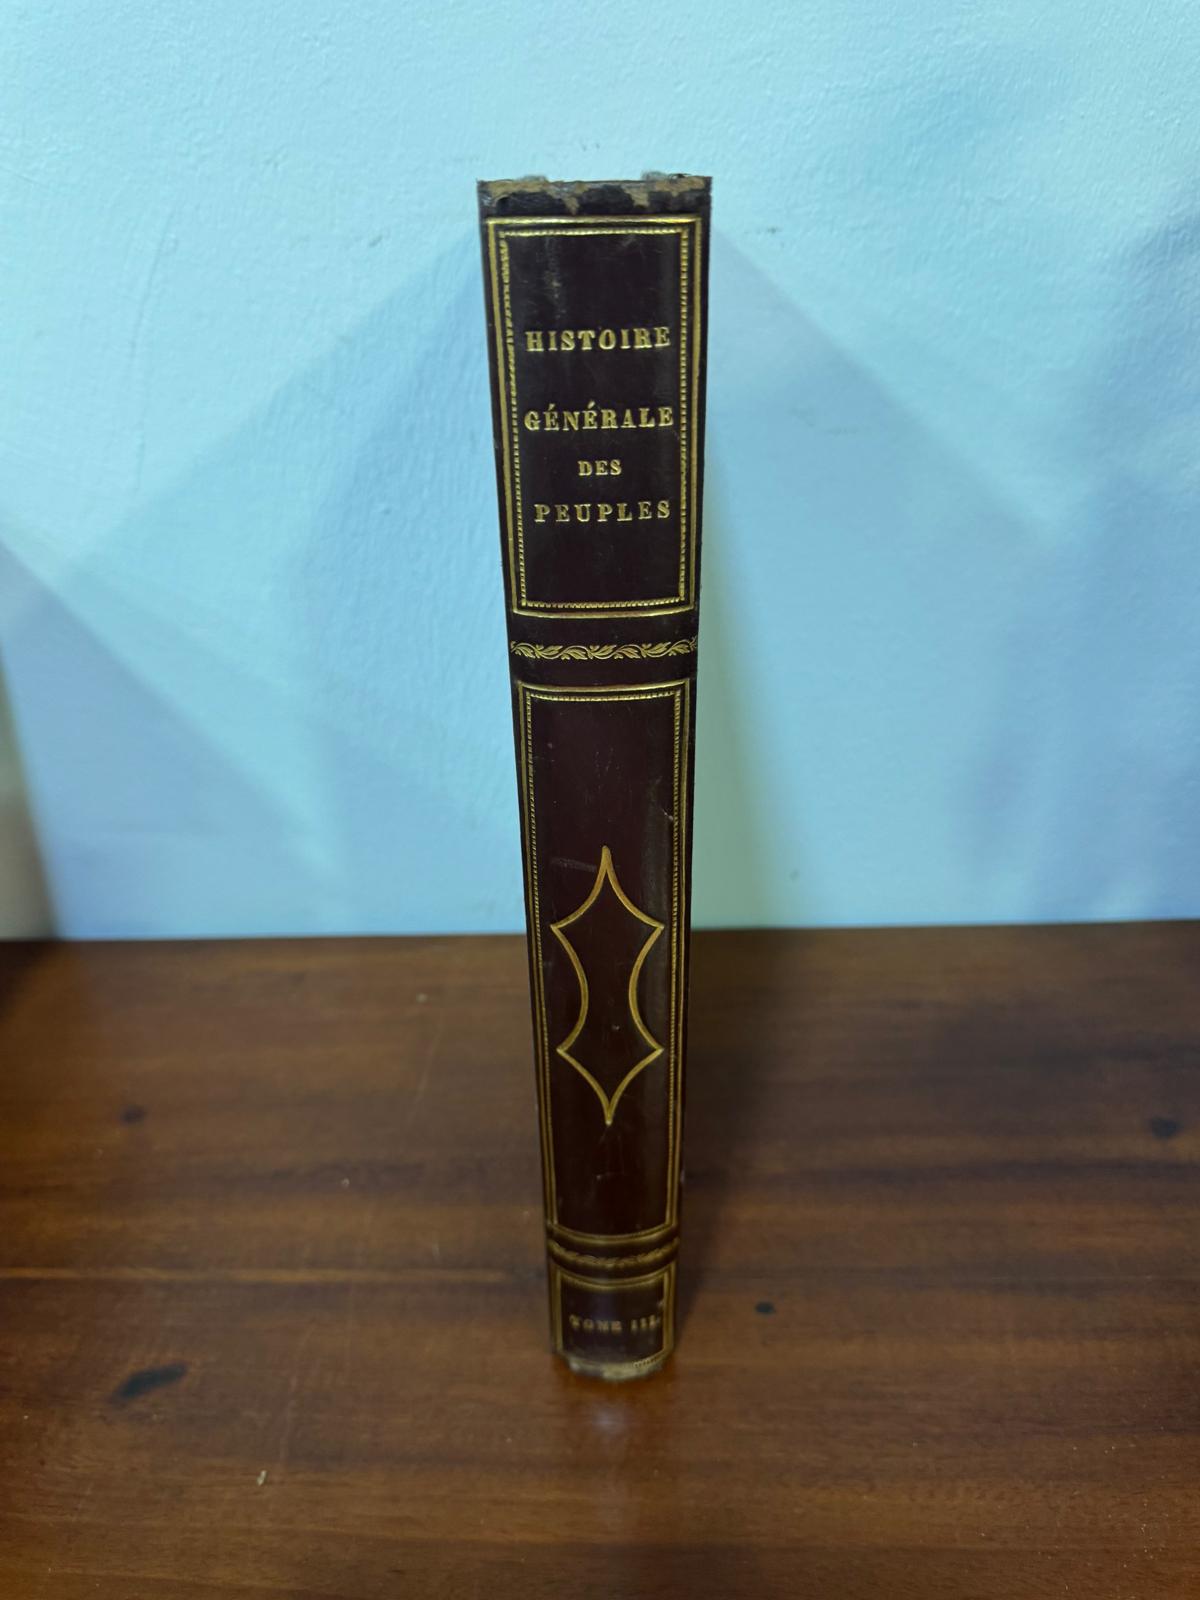 HISTOIRE
GÉNÉRALE
DES
PEUPLES
TOME III.